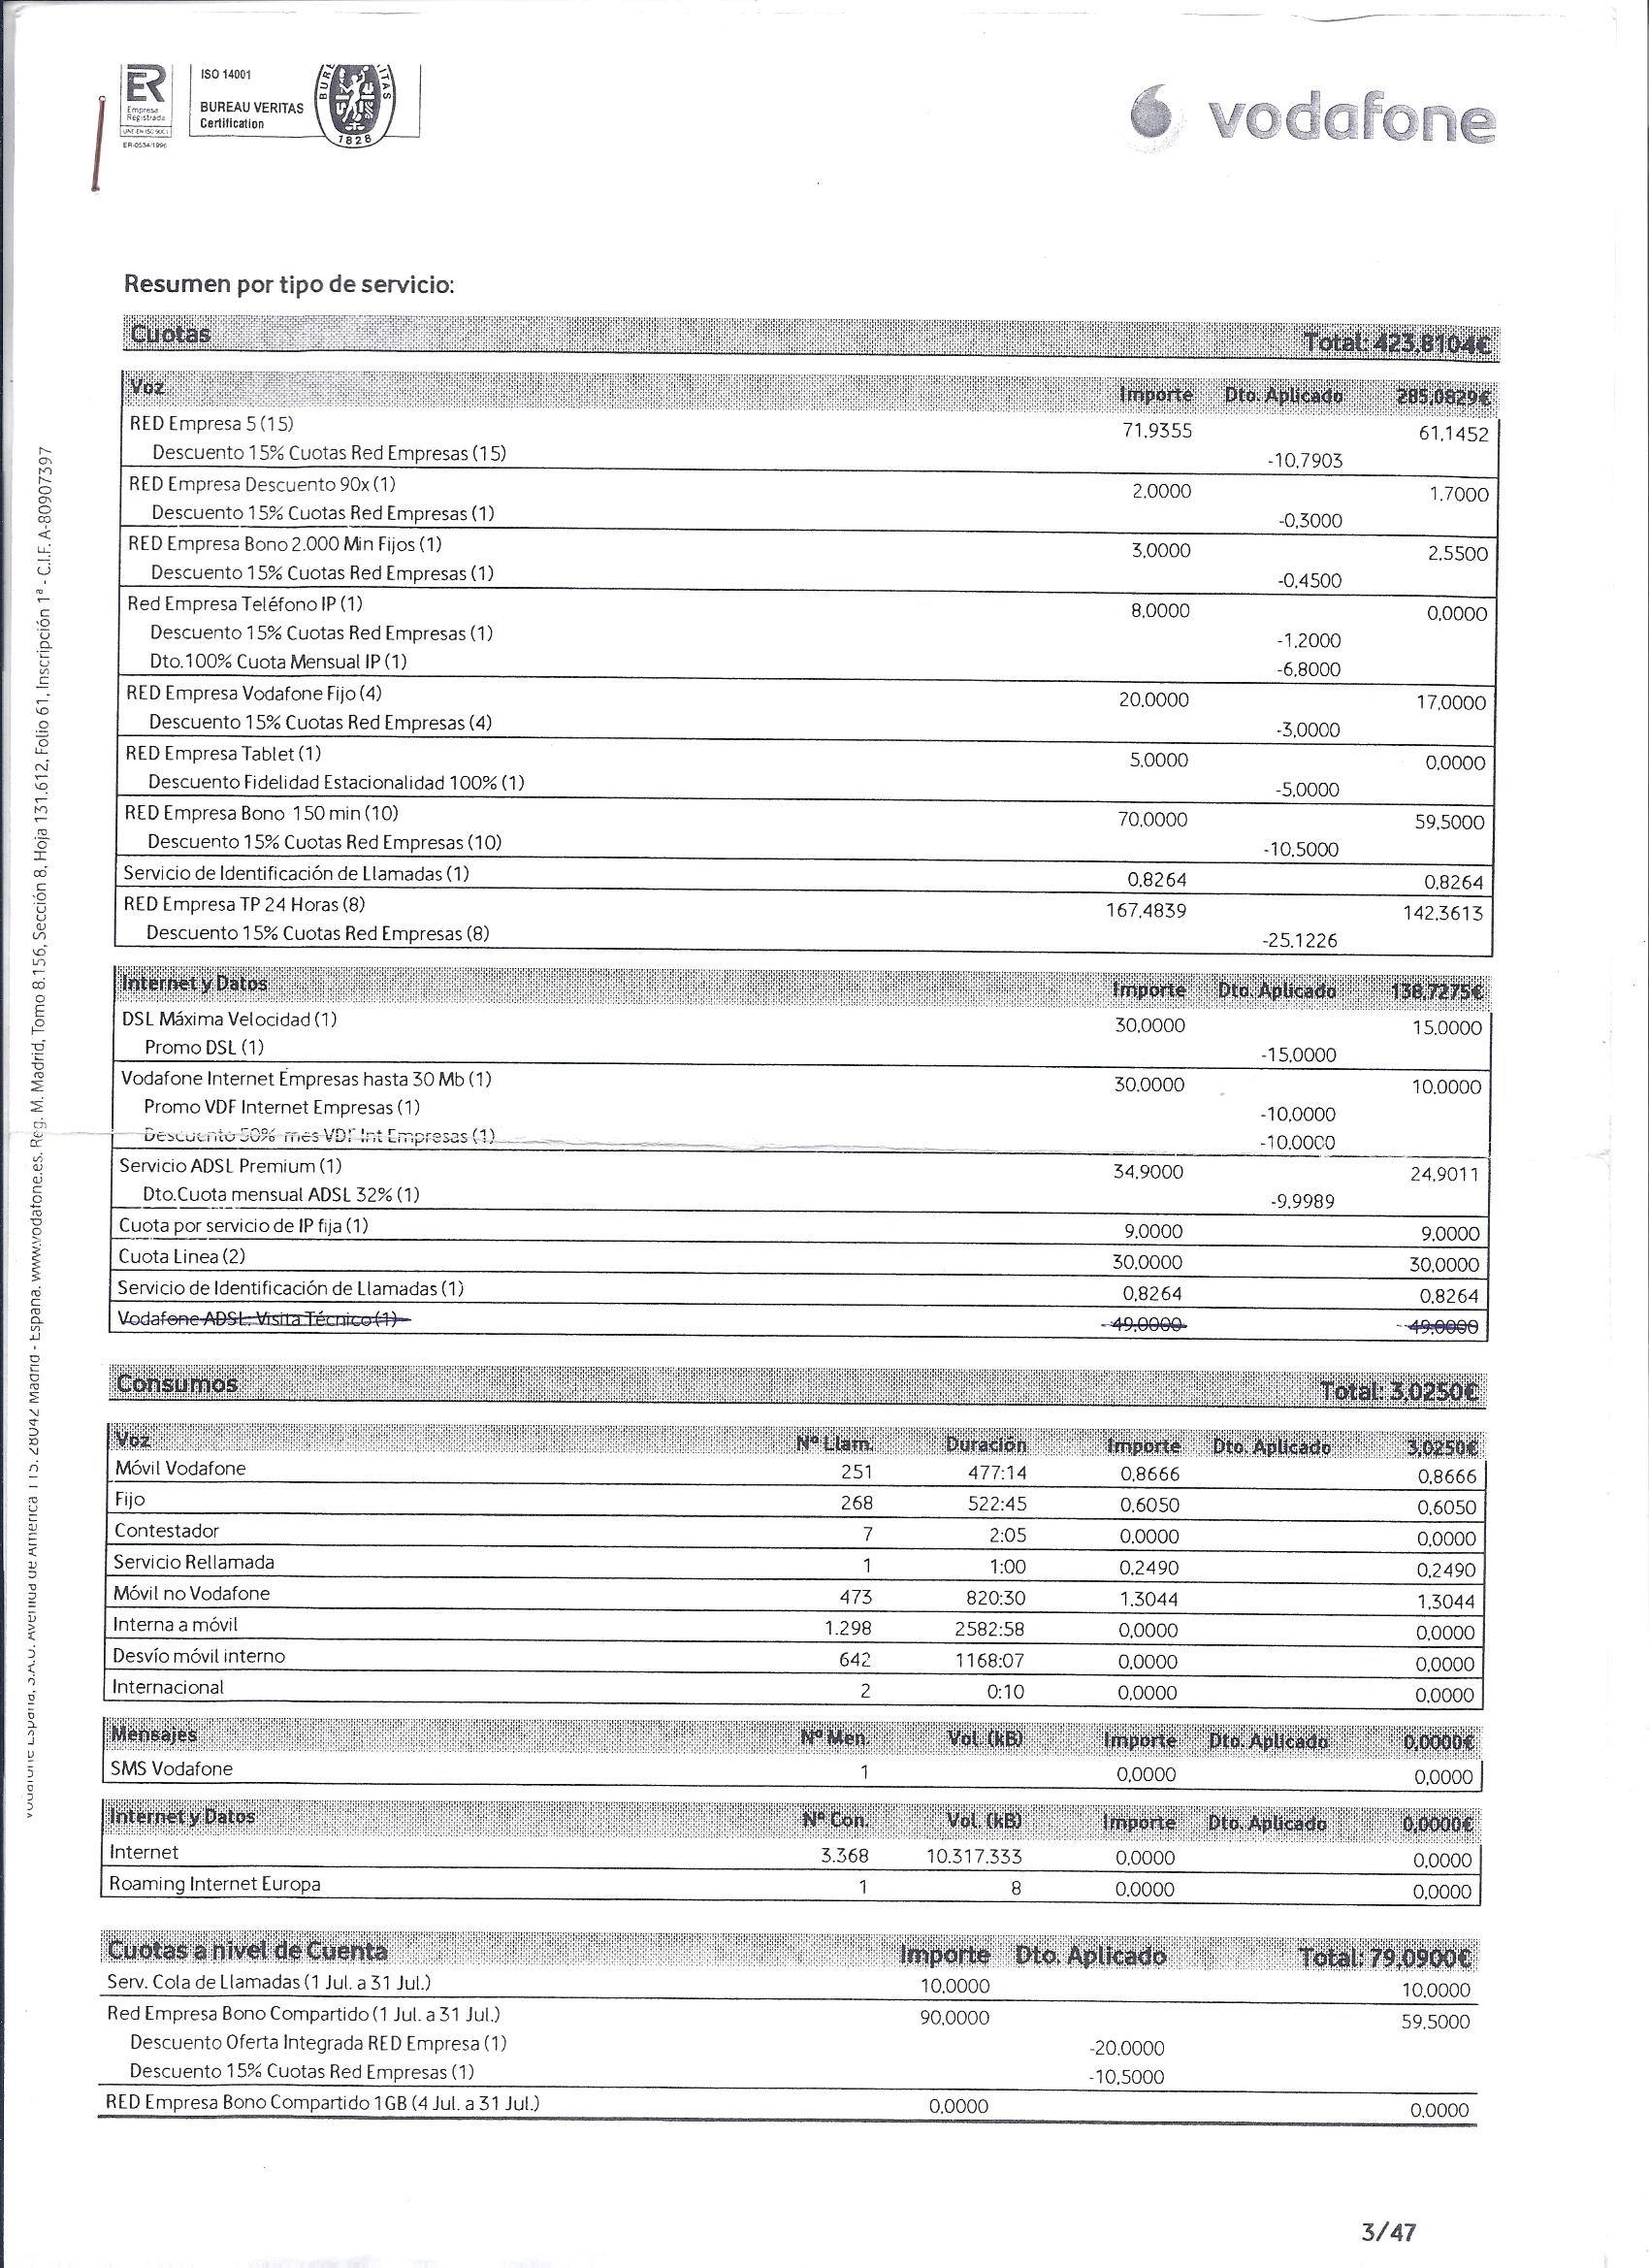 ER
Empresa
Registrada
UNE EN ISO 9001
ER-0534/1996
ISO 14001
BUREAU VERITAS
Certification
1828
vodafone
Resumen por tipo de servicio:
Cuotas Total: 423,8104€
Voz Importe Dto. Aplicado 285,0829€
RED Empresa 5 (15) 71,9355 61,1452
Descuento 15% Cuotas Red Empresas (15) -10,7903
RED Empresa Descuento 90x (1) 2,0000 1,7000
Descuento 15% Cuotas Red Empresas (1) -0,3000
RED Empresa Bono 2.000 Min Fijos (1) 3,0000 2,5500
Descuento 15% Cuotas Red Empresas (1) -0,4500
Red Empresa Teléfono IP (1) 8,0000 0,0000
Descuento 15% Cuotas Red Empresas (1) -1,2000
Dto.100% Cuota Mensual IP (1) -6,8000
RED Empresa Vodafone Fijo (4) 20,0000 17,0000
Descuento 15% Cuotas Red Empresas (4) -3,0000
RED Empresa Tablet (1) 5,0000 0,0000
Descuento Fidelidad Estacionalidad 100% (1) -5,0000
RED Empresa Bono 150 min (10) 70,0000 59,5000
Descuento 15% Cuotas Red Empresas (10) -10,5000
Servicio de Identificación de Llamadas (1) 0,8264 0,8264
RED Empresa TP 24 Horas (8) 167,4839 142,3613
Descuento 15% Cuotas Red Empresas (8) -25,1226
Internet y Datos Importe Dto. Aplicado 138,7275€
DSL Máxima Velocidad (1) 30,0000 15,0000
Promo DSL (1) -15,0000
Vodafone Internet Empresas hasta 30 Mb (1) 30,0000 10,0000
Promo VDF Internet Empresas (1) -10,0000
Descuento 50% mes VDF Int Empresas (1) -10,0000
Servicio ADSL Premium (1) 34,9000 24,9011
Dto.Cuota mensual ADSL 32% (1) -9,9989
Cuota por servicio de IP fija (1) 9,0000 9,0000
Cuota Linea (2) 30,0000 30,0000
Servicio de Identificación de Llamadas (1) 0,8264 0,8264
Vodafone ADSL: Visita Técnico (1) 49,0000 49,0000
Consumos Total: 3,0250€
Voz Nº Llam. Duración Importe Dto. Aplicado 3,0250€
Móvil Vodafone 251 477:14 0,8666 0,8666
Fijo 268 522:45 0,6050 0,6050
Contestador 7 2:05 0,0000 0,0000
Servicio Rellamada 1 1:00 0,2490 0,2490
Móvil no Vodafone 473 820:30 1,3044 1,3044
Interna a móvil 1.298 2582:58 0,0000 0,0000
Desvío móvil interno 642 1168:07 0,0000 0,0000
Internacional 2 0:10 0,0000 0,0000
Mensajes Nº Men. Vol. (kB) Importe Dto. Aplicado 0,0000€
SMS Vodafone 1 0,0000 0,0000
Internet y Datos Nº Con. Vol. (kB) Importe Dto. Aplicado 0,0000€
Internet 3.368 10.317.333 0,0000 0,0000
Roaming Internet Europa 1 8 0,0000 0,0000
Cuotas a nivel de Cuenta Importe Dto. Aplicado Total: 79,0900€
Serv. Cola de Llamadas (1 Jul. a 31 Jul.) 10,0000 10,0000
Red Empresa Bono Compartido (1 Jul. a 31 Jul.) 90,0000 59,5000
Descuento Oferta Integrada RED Empresa (1) -20,0000
Descuento 15% Cuotas Red Empresas (1) -10,5000
RED Empresa Bono Compartido 1GB (4 Jul. a 31 Jul.) 0,0000 0,0000
3/47
Vodafone España, S.A.U. Avenida de América 115, 28042 Madrid - España. www.vodafone.es. Reg. M. Madrid, Tomo 8.156, Sección 8, Hoja 131.612, Folio 61, Inscripción 1ª - C.I.F. A-80907397